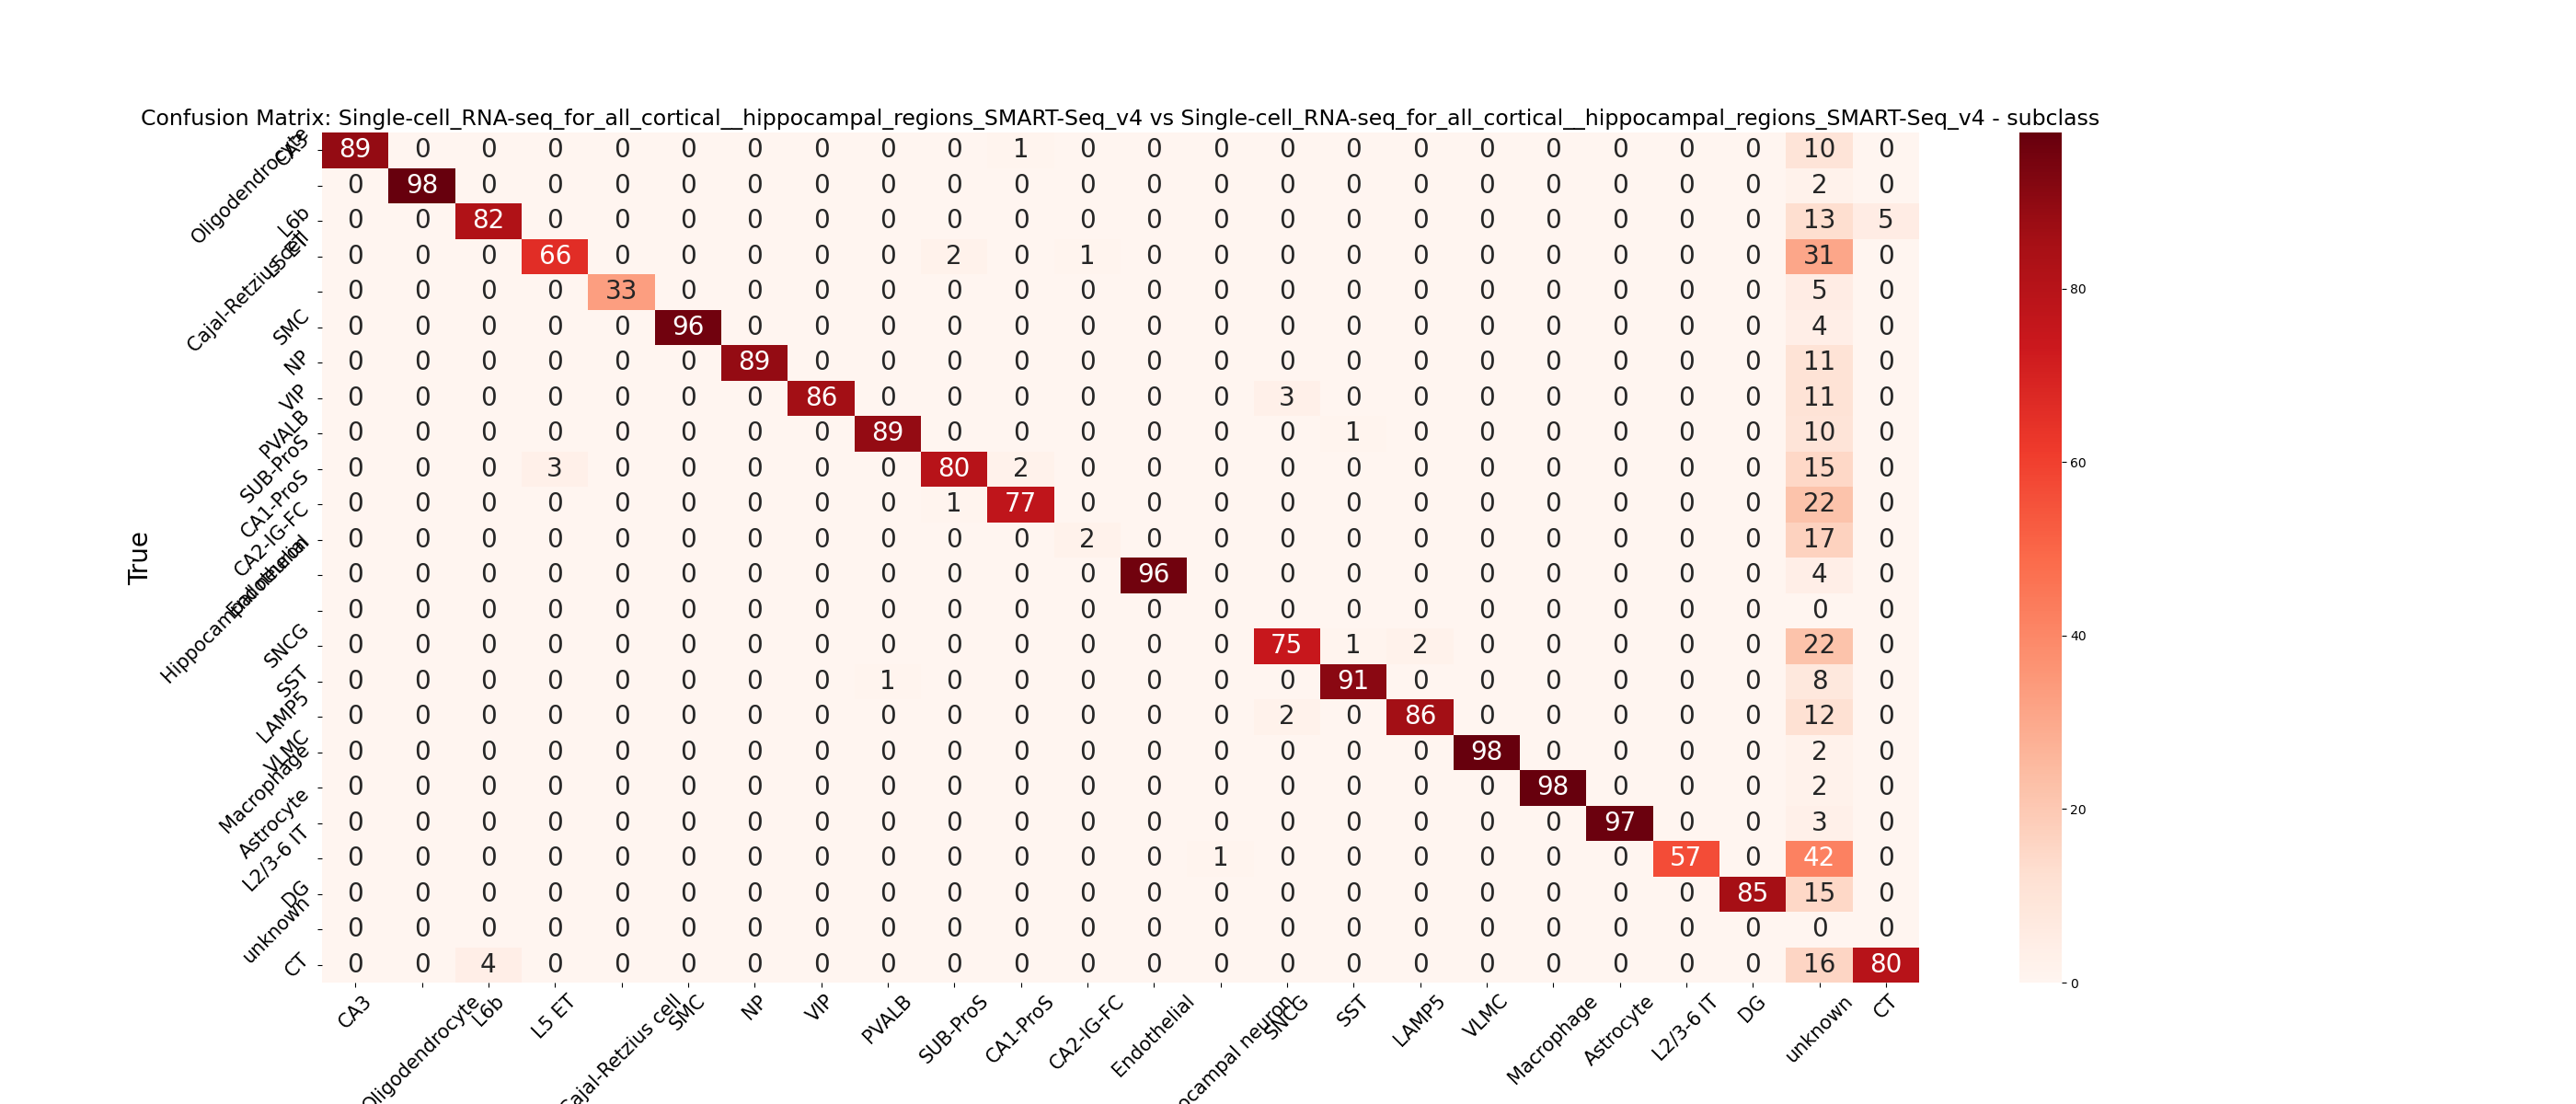 Confusion Matrix: Single-cell_RNA-seq_for_all_cortical__hippocampal_regions_SMART-Seq_v4 vs Single-cell_RNA-seq_for_all_cortical__hippocampal_regions_SMART-Seq_v4 - subclass
True
CA3 89 0 0 0 0 0 0 0 0 0 1 0 0 0 0 0 0 0 0 0 0 0 10 0
Oligodendrocyte 0 98 0 0 0 0 0 0 0 0 0 0 0 0 0 0 0 0 0 0 0 0 2 0
L6b 0 0 82 0 0 0 0 0 0 0 0 0 0 0 0 0 0 0 0 0 0 0 13 5
L5 ET 0 0 0 66 0 0 0 0 0 2 0 1 0 0 0 0 0 0 0 0 0 0 31 0
Cajal-Retzius cell 0 0 0 0 33 0 0 0 0 0 0 0 0 0 0 0 0 0 0 0 0 0 5 0
SMC 0 0 0 0 0 96 0 0 0 0 0 0 0 0 0 0 0 0 0 0 0 0 4 0
NP 0 0 0 0 0 0 89 0 0 0 0 0 0 0 0 0 0 0 0 0 0 0 11 0
VIP 0 0 0 0 0 0 0 86 0 0 0 0 0 0 3 0 0 0 0 0 0 0 11 0
PVALB 0 0 0 0 0 0 0 0 89 0 0 0 0 0 0 1 0 0 0 0 0 0 10 0
SUB-ProS 0 0 0 3 0 0 0 0 0 80 2 0 0 0 0 0 0 0 0 0 0 0 15 0
CA1-ProS 0 0 0 0 0 0 0 0 0 1 77 0 0 0 0 0 0 0 0 0 0 0 22 0
CA2-IG-FC 0 0 0 0 0 0 0 0 0 0 0 2 0 0 0 0 0 0 0 0 0 0 17 0
Endothelial 0 0 0 0 0 0 0 0 0 0 0 0 96 0 0 0 0 0 0 0 0 0 4 0
Hippocampal neuron 0 0 0 0 0 0 0 0 0 0 0 0 0 0 0 0 0 0 0 0 0 0 0 0
SNCG 0 0 0 0 0 0 0 0 0 0 0 0 0 0 75 1 2 0 0 0 0 0 22 0
SST 0 0 0 0 0 0 0 0 1 0 0 0 0 0 0 91 0 0 0 0 0 0 8 0
LAMP5 0 0 0 0 0 0 0 0 0 0 0 0 0 0 2 0 86 0 0 0 0 0 12 0
VLMC 0 0 0 0 0 0 0 0 0 0 0 0 0 0 0 0 0 98 0 0 0 0 2 0
Macrophage 0 0 0 0 0 0 0 0 0 0 0 0 0 0 0 0 0 0 98 0 0 0 2 0
Astrocyte 0 0 0 0 0 0 0 0 0 0 0 0 0 0 0 0 0 0 0 97 0 0 3 0
L2/3-6 IT 0 0 0 0 0 0 0 0 0 0 0 0 0 1 0 0 0 0 0 0 57 0 42 0
DG 0 0 0 0 0 0 0 0 0 0 0 0 0 0 0 0 0 0 0 0 0 85 15 0
unknown 0 0 0 0 0 0 0 0 0 0 0 0 0 0 0 0 0 0 0 0 0 0 0 0
CT 0 0 4 0 0 0 0 0 0 0 0 0 0 0 0 0 0 0 0 0 0 0 16 80
CA3 Oligodendrocyte L6b L5 ET Cajal-Retzius cell SMC NP VIP PVALB SUB-ProS CA1-ProS CA2-IG-FC Endothelial ocampal neuron SNCG SST LAMP5 VLMC Macrophage Astrocyte L2/3-6 IT DG unknown CT
80
60
40
20
0